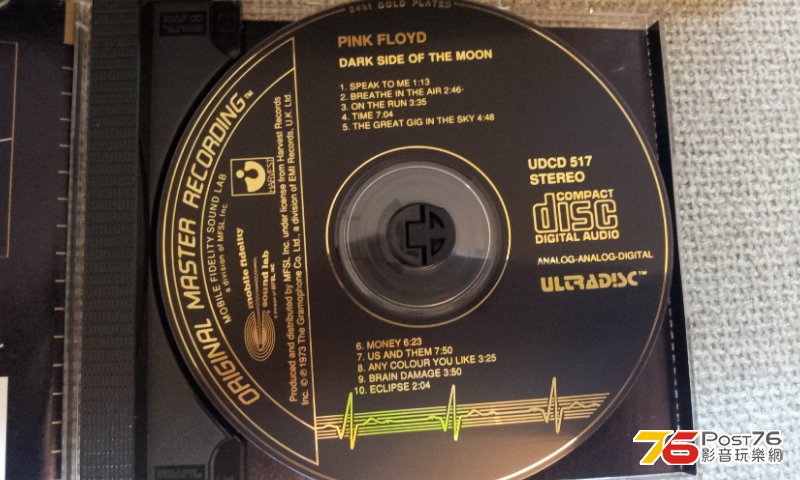 24kt GOLD PLATED
PINK FLOYD
DARK SIDE OF THE MOON
1. SPEAK TO ME 1:13
2. BREATHE IN THE AIR 2:46
3. ON THE RUN 3:35
4. TIME 7:04
5. THE GREAT GIG IN THE SKY 4:48
UDCD 517
STEREO
COMPACT
disc
DIGITAL AUDIO
ANALOG-ANALOG-DIGITAL
ULTRADISC™
6. MONEY 6:23
7. US AND THEM 7:50
8. ANY COLOUR YOU LIKE 3:25
9. BRAIN DAMAGE 3:50
10. ECLIPSE 2:04
ORIGINAL MASTER RECORDING™
MOBILE FIDELITY SOUND LAB
a division of MFSL, Inc.
HARVEST
mobile fidelity
sound lab
Produced and distributed by MFSL Inc. under license from Harvest Records
Inc. © ℗ 1973 The Gramophone Co. Ltd., a division of EMI Records, U.K. Ltd.
76 Post76
影音玩樂網